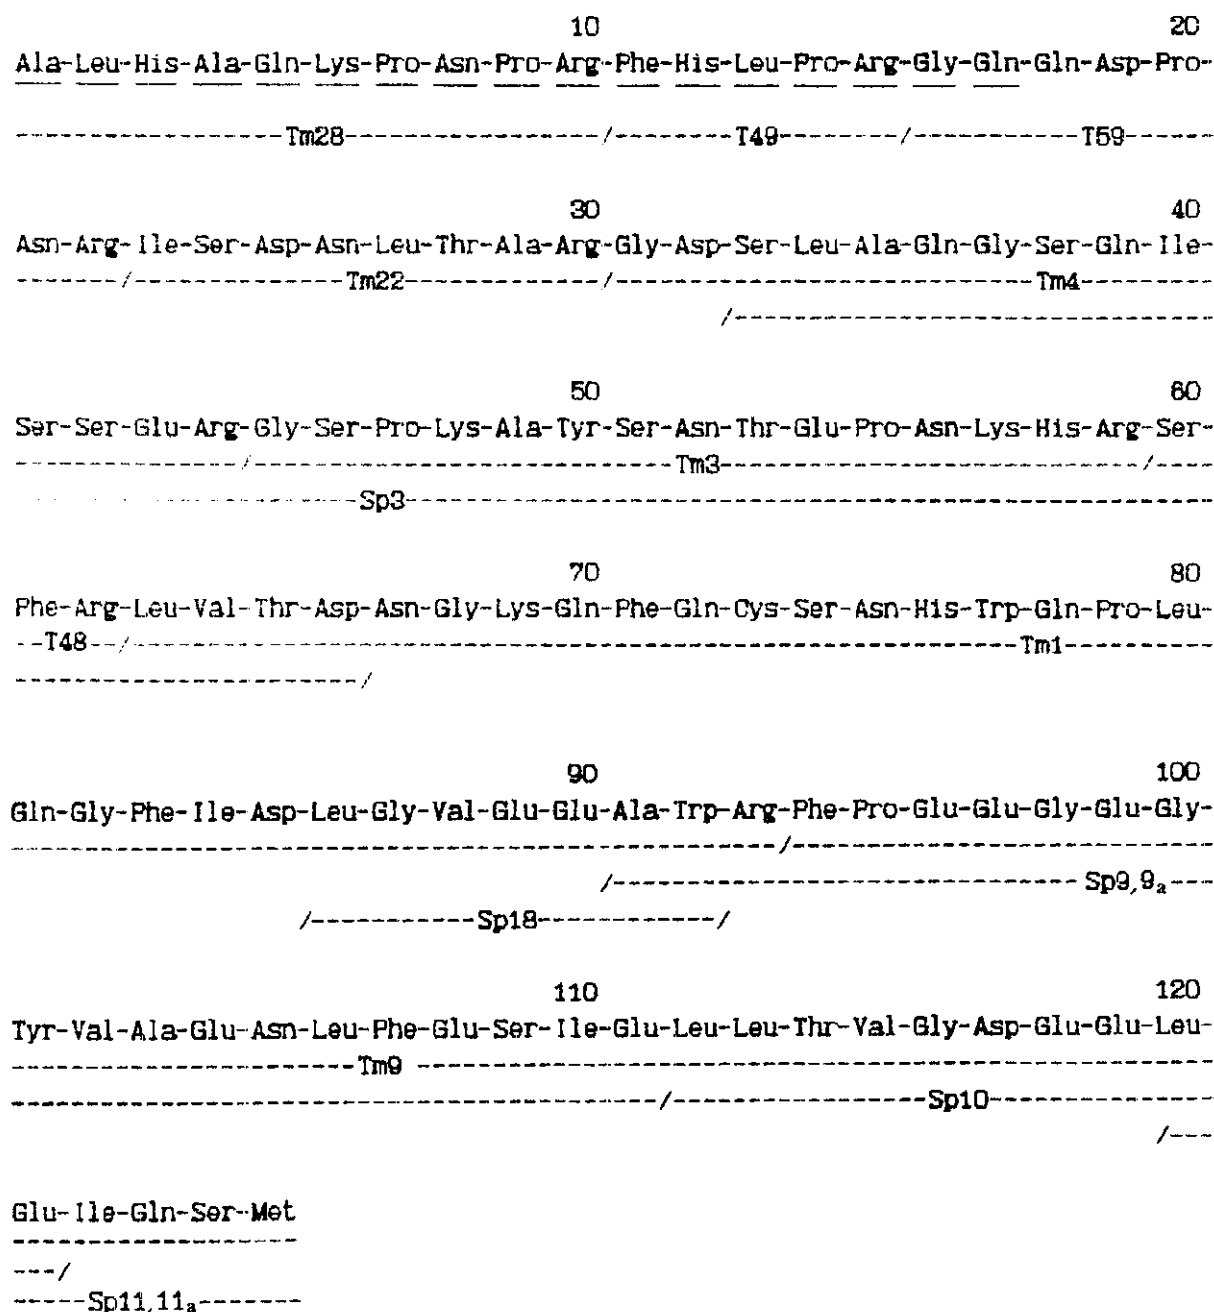 10 20
Ala-Leu-His-Ala-Gln-Lys-Pro-Asn-Pro-Arg-Phe-His-Leu-Pro-Arg-Gly-Gln-Gln-Asp-Pro-
-----------------Tm28----------------/--------T49-------/-----------T59------
30 40
Asn-Arg-Ile-Ser-Asp-Asn-Leu-Thr-Ala-Arg-Gly-Asp-Ser-Leu-Ala-Gln-Gly-Ser-Gln-Ile-
-------/--------------Tm22------------/----------------------------Tm4---------
/--------------------------------
50 60
Ser-Ser-Glu-Arg-Gly-Ser-Pro-Lys-Ala-Tyr-Ser-Asn-Thr-Glu-Pro-Asn-Lys-His-Arg-Ser-
---------------/----------------------------Tm3----------------------------/----
-----------------------Sp3------------------------------------------------------
70 80
Phe-Arg-Leu-Val-Thr-Asp-Asn-Gly-Lys-Gln-Phe-Gln-Cys-Ser-Asn-His-Trp-Gln-Pro-Leu-
--T48--/------------------------------------------------------------Tm1----------
-----------------------/
90 100
Gln-Gly-Phe-Ile-Asp-Leu-Gly-Val-Glu-Glu-Ala-Trp-Arg-Phe-Pro-Glu-Glu-Gly-Glu-Gly-
---------------------------------------------------/----------------------------
/-------------------------------Sp9,9a---
/-----------Sp18------------/
110 120
Tyr-Val-Ala-Glu-Asn-Leu-Phe-Glu-Ser-Ile-Glu-Leu-Leu-Thr-Val-Gly-Asp-Glu-Glu-Leu-
-----------------------Tm9 -----------------------------------------------------
-------------------------------------------/-----------------Sp10---------------
/---
Glu-Ile-Gln-Ser-Met
-------------------
---/
-----Sp11,11a-------